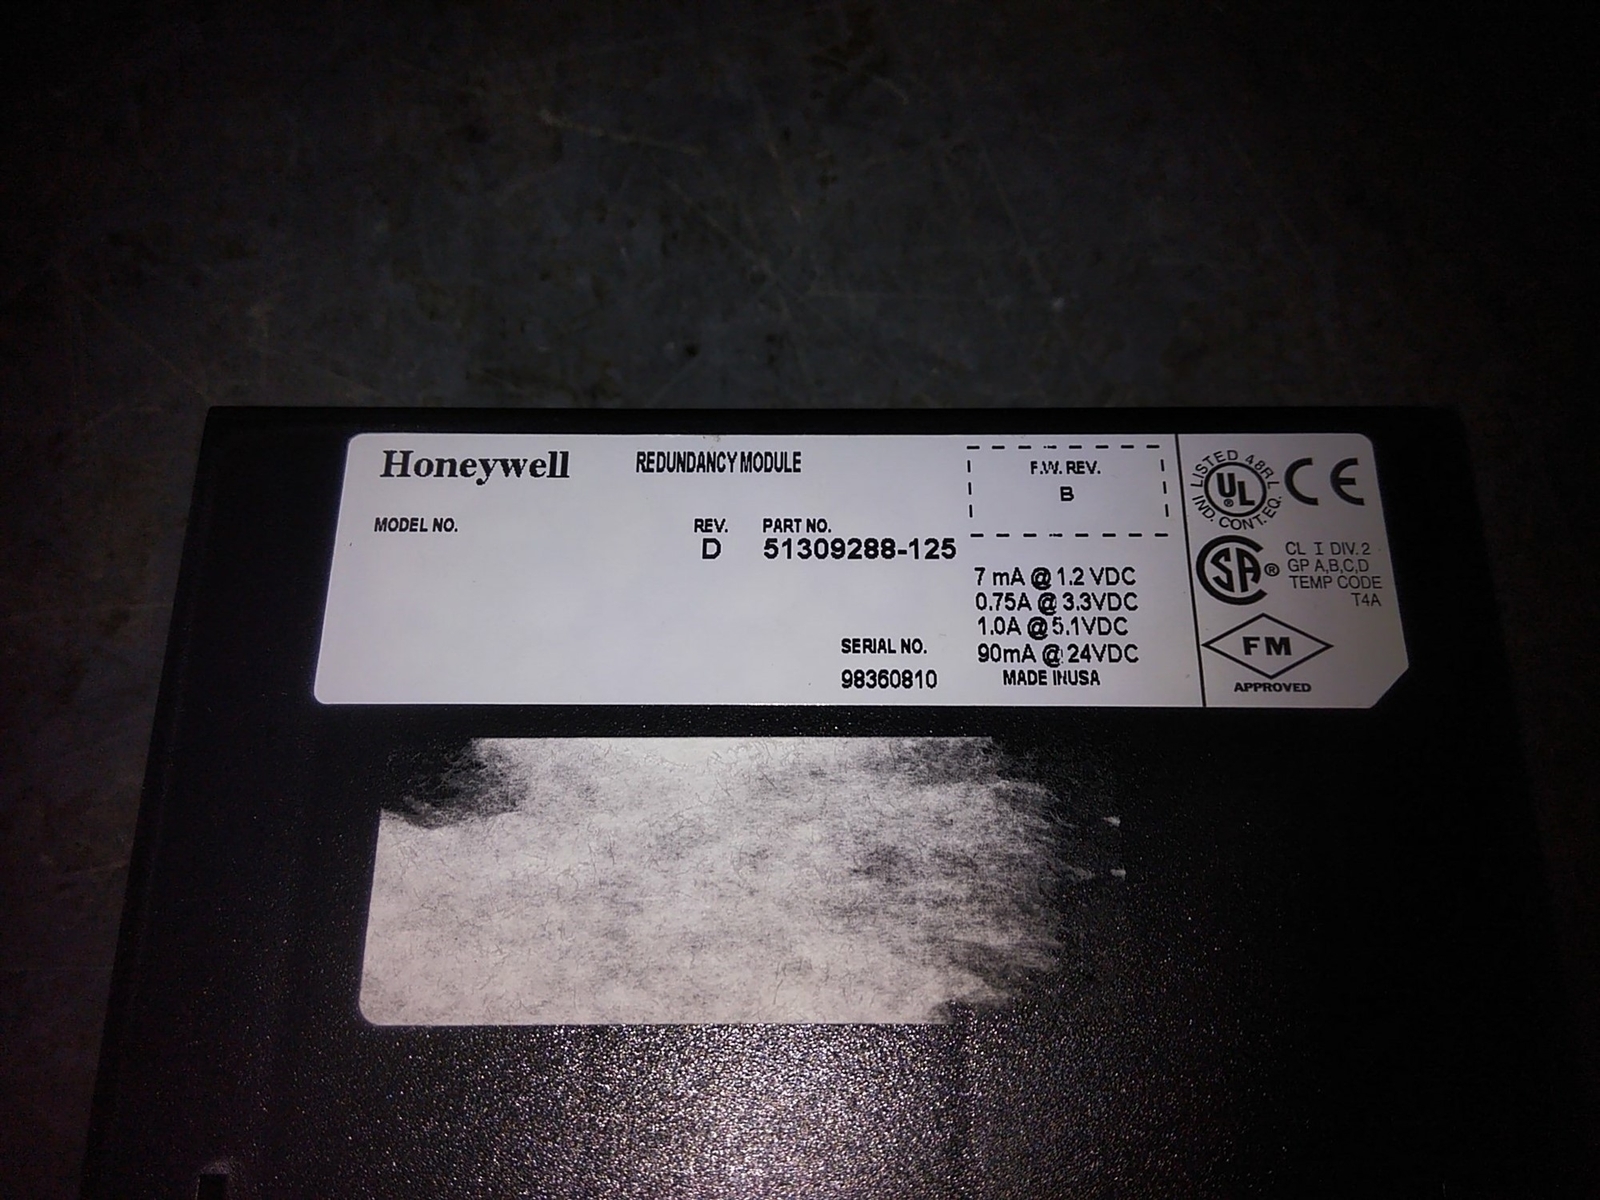 Honeywell
REDUNDANCY MODULE
F.W. REV.
B
MODEL NO.
REV.
D
PART NO.
51309288-125
7 mA @ 1.2 VDC
0.75A @ 3.3VDC
1.0A @ 5.1VDC
90mA @ 24VDC
MADE IN USA
SERIAL NO.
98360810
LISTED 48RL
UL ®
IND. CONT. EQ.
CE
SA ®
CL I DIV. 2
GP A,B,C,D
TEMP CODE
T4A
FM
APPROVED